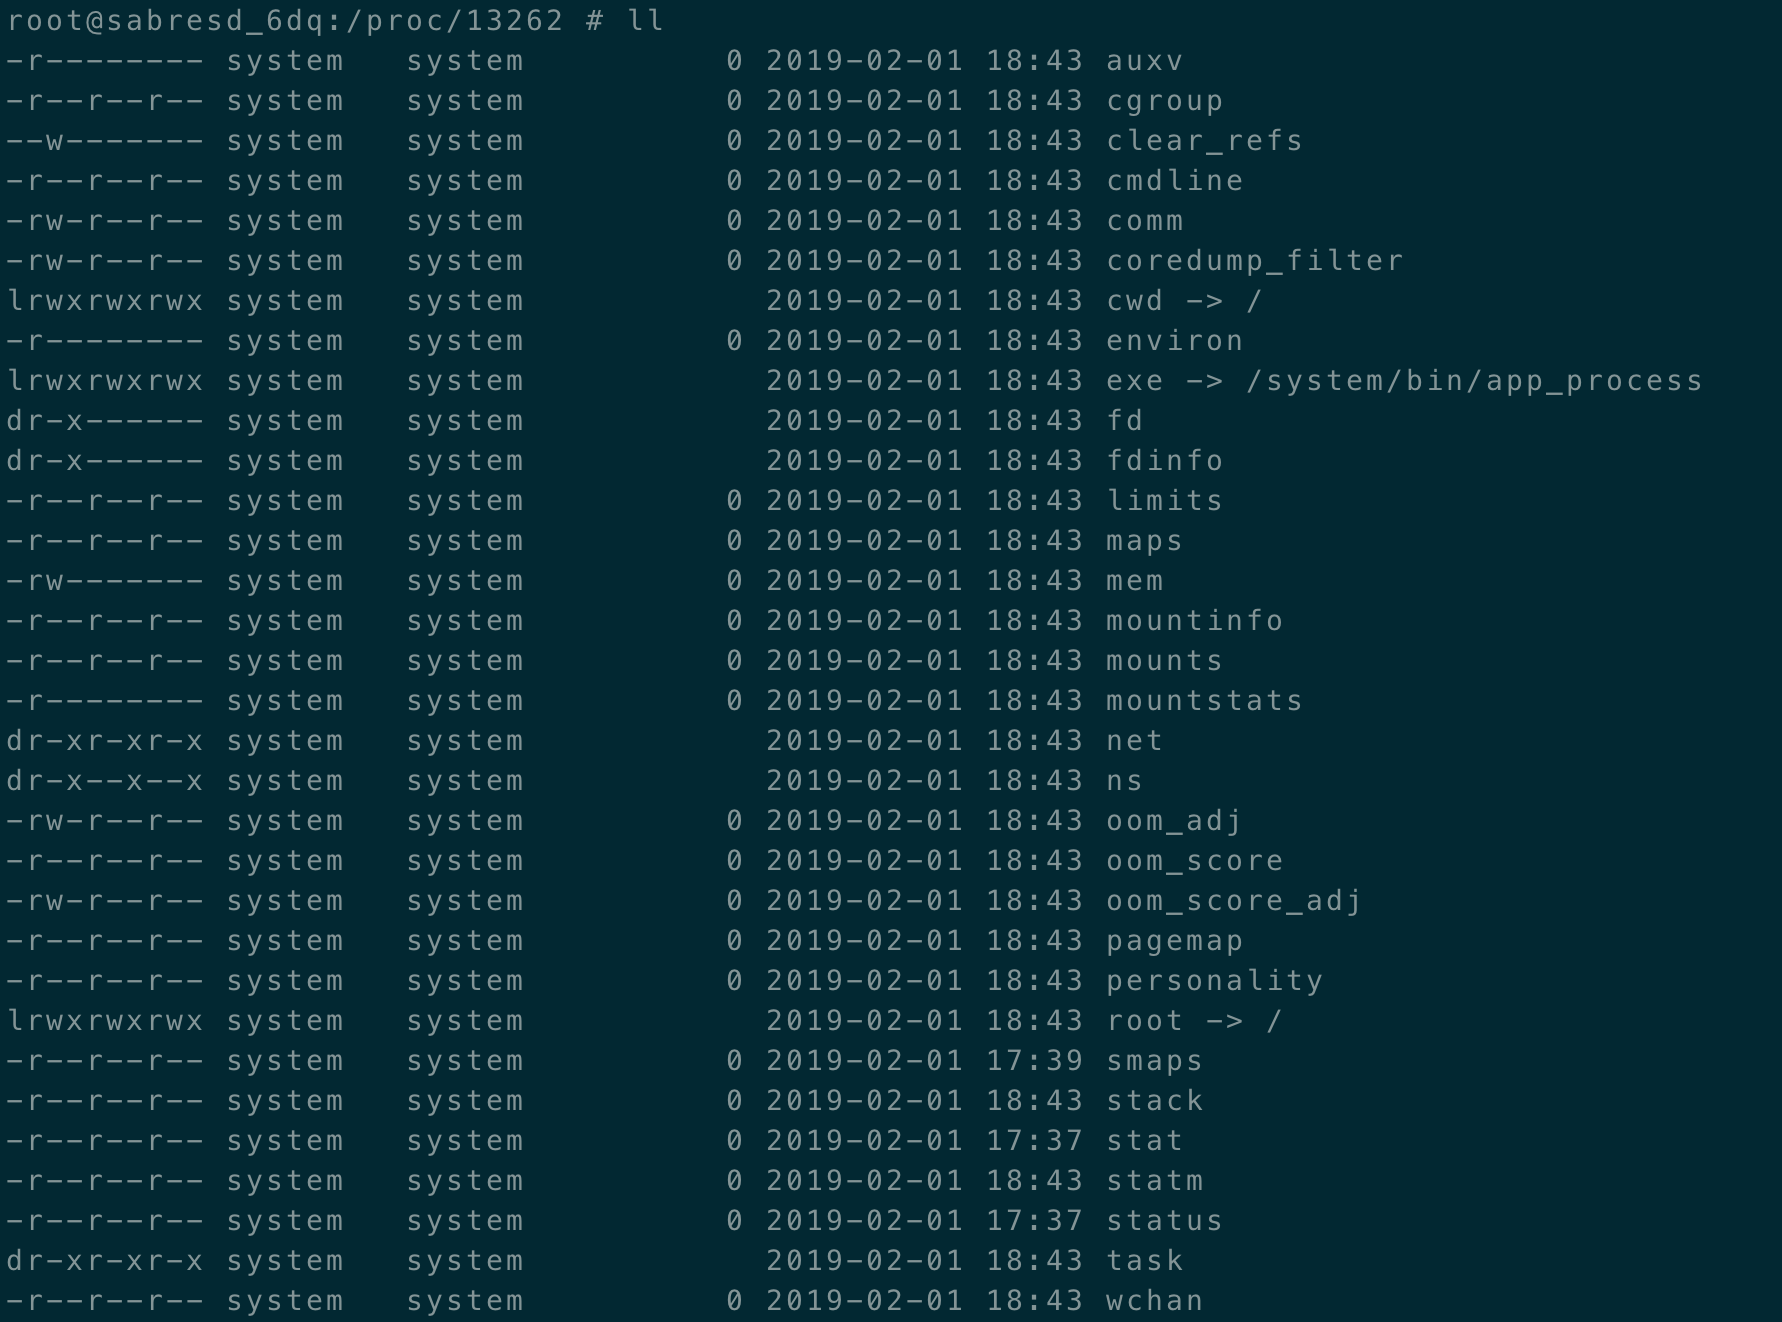 root@sabresd_6dq:/proc/13262 # ll
-r-------- system   system          0 2019-02-01 18:43 auxv
-r--r--r-- system   system          0 2019-02-01 18:43 cgroup
--w------- system   system          0 2019-02-01 18:43 clear_refs
-r--r--r-- system   system          0 2019-02-01 18:43 cmdline
-rw-r--r-- system   system          0 2019-02-01 18:43 comm
-rw-r--r-- system   system          0 2019-02-01 18:43 coredump_filter
lrwxrwxrwx system   system            2019-02-01 18:43 cwd -> /
-r-------- system   system          0 2019-02-01 18:43 environ
lrwxrwxrwx system   system            2019-02-01 18:43 exe -> /system/bin/app_process
dr-x------ system   system            2019-02-01 18:43 fd
dr-x------ system   system            2019-02-01 18:43 fdinfo
-r--r--r-- system   system          0 2019-02-01 18:43 limits
-r--r--r-- system   system          0 2019-02-01 18:43 maps
-rw------- system   system          0 2019-02-01 18:43 mem
-r--r--r-- system   system          0 2019-02-01 18:43 mountinfo
-r--r--r-- system   system          0 2019-02-01 18:43 mounts
-r-------- system   system          0 2019-02-01 18:43 mountstats
dr-xr-xr-x system   system            2019-02-01 18:43 net
dr-x--x--x system   system            2019-02-01 18:43 ns
-rw-r--r-- system   system          0 2019-02-01 18:43 oom_adj
-r--r--r-- system   system          0 2019-02-01 18:43 oom_score
-rw-r--r-- system   system          0 2019-02-01 18:43 oom_score_adj
-r--r--r-- system   system          0 2019-02-01 18:43 pagemap
-r--r--r-- system   system          0 2019-02-01 18:43 personality
lrwxrwxrwx system   system            2019-02-01 18:43 root -> /
-r--r--r-- system   system          0 2019-02-01 17:39 smaps
-r--r--r-- system   system          0 2019-02-01 18:43 stack
-r--r--r-- system   system          0 2019-02-01 17:37 stat
-r--r--r-- system   system          0 2019-02-01 18:43 statm
-r--r--r-- system   system          0 2019-02-01 17:37 status
dr-xr-xr-x system   system            2019-02-01 18:43 task
-r--r--r-- system   system          0 2019-02-01 18:43 wchan